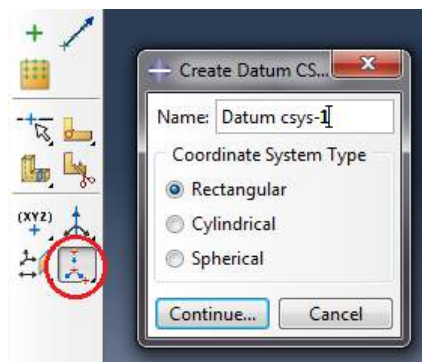 Create Datum CS...
Name: Datum csys-1
Coordinate System Type
Rectangular
Cylindrical
Spherical
(XYZ)
Continue... Cancel